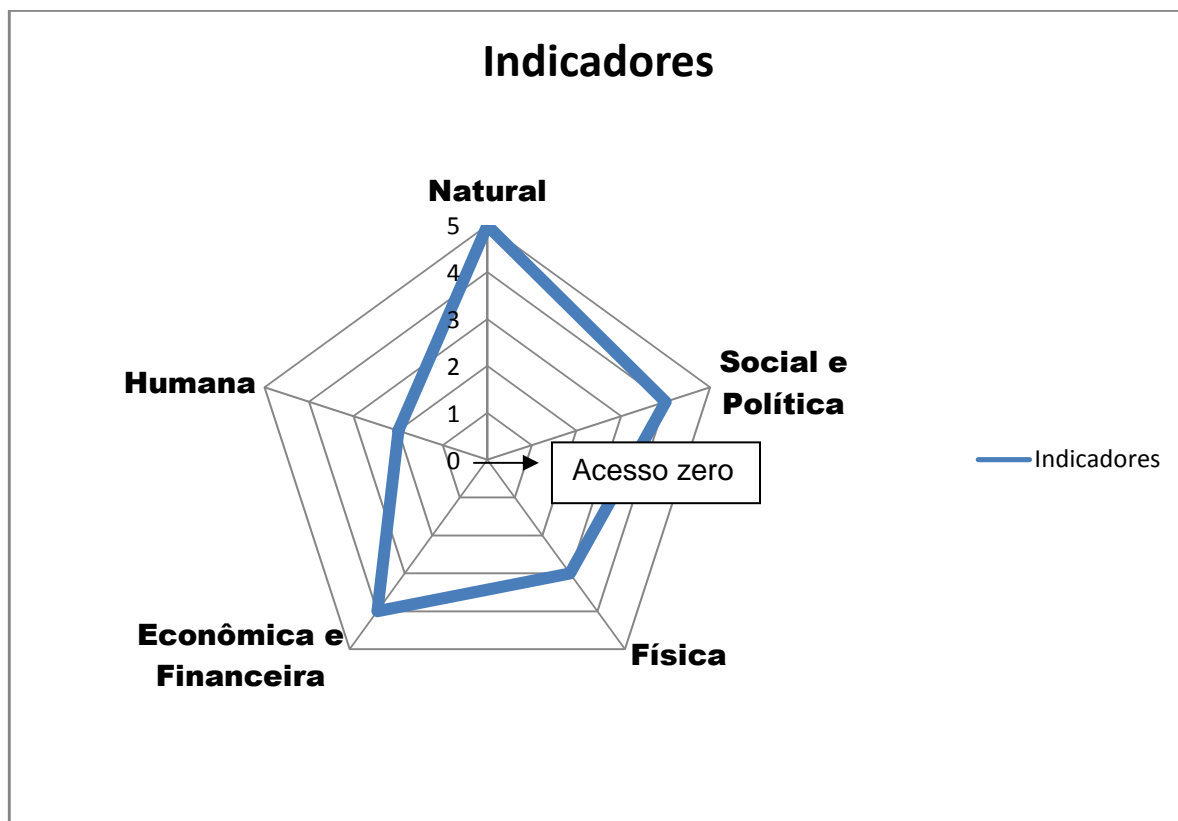 Indicadores
Natural
5
4
3
2
1
0
Social e
Política
Humana
Acesso zero
Indicadores
Econômica e
Financeira
Física